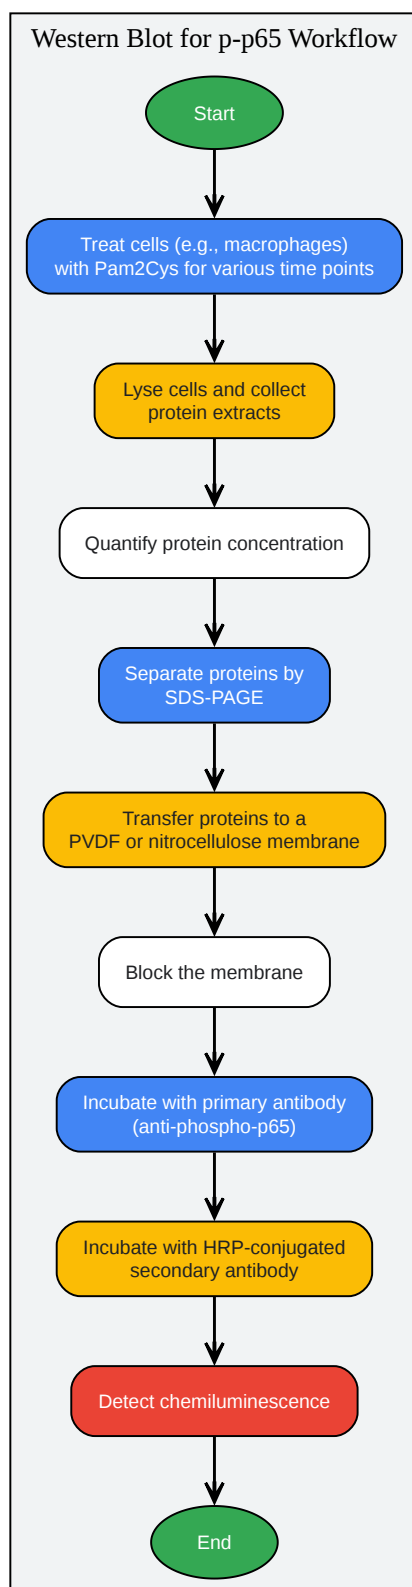 Western Blot for p-p65 Workflow
Start
Treat cells (e.g., macrophages)
with Pam2Cys for various time points
Lyse cells and collect
protein extracts
Quantify protein concentration
Separate proteins by
SDS-PAGE
Transfer proteins to a
PVDF or nitrocellulose membrane
Block the membrane
Incubate with primary antibody
(anti-phospho-p65)
Incubate with HRP-conjugated
secondary antibody
Detect chemiluminescence
End